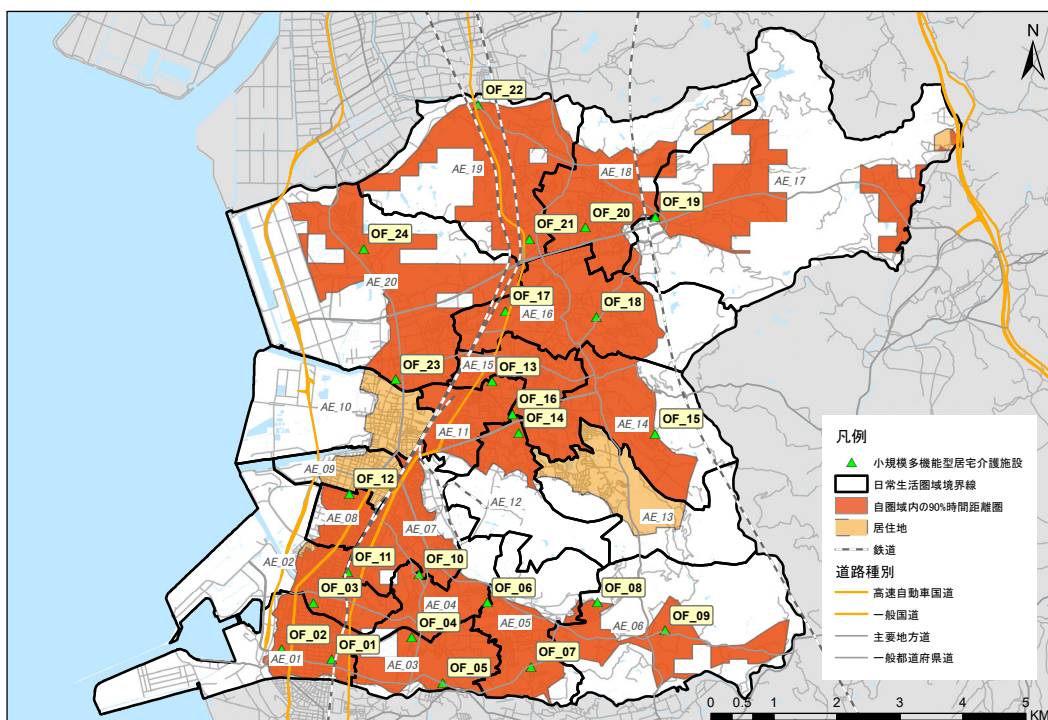 N
OF_22
AE_19
AE_18
AE_17
OF_19
OF_20
OF_21
OF_24
AE_20
OF_17
AE_16
OF_18
OF_23
AE_15
OF_13
AE_10
OF_16
OF_14
AE_11
AE_14
OF_15
AE_09
OF_12
AE_08
AE_12
AE_13
AE_07
AE_02
OF_11
OF_10
OF_03
OF_06
OF_08
AE_04
OF_04
AE_05
AE_06
OF_09
OF_02
OF_01
AE_01
AE_03
OF_05
OF_07
凡例
小規模多機能型居宅介護施設
日常生活圏域境界線
自圏域内の90%時間距離圏
居住地
鉄道
道路種別
高速自動車国道
一般国道
主要地方道
一般都道府県道
0 0.5 1 2 3 4 5
KM